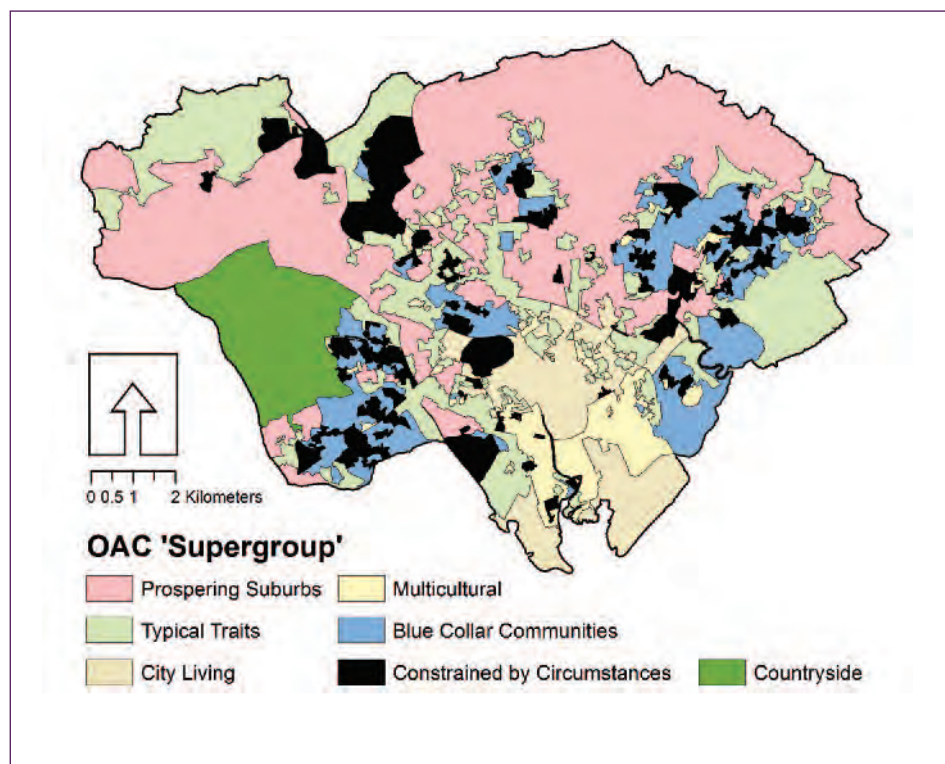 0 0.5 1 2 Kilometers
OAC 'Supergroup'
Prospering Suburbs
Multicultural
Typical Traits
Blue Collar Communities
City Living
Constrained by Circumstances
Countryside